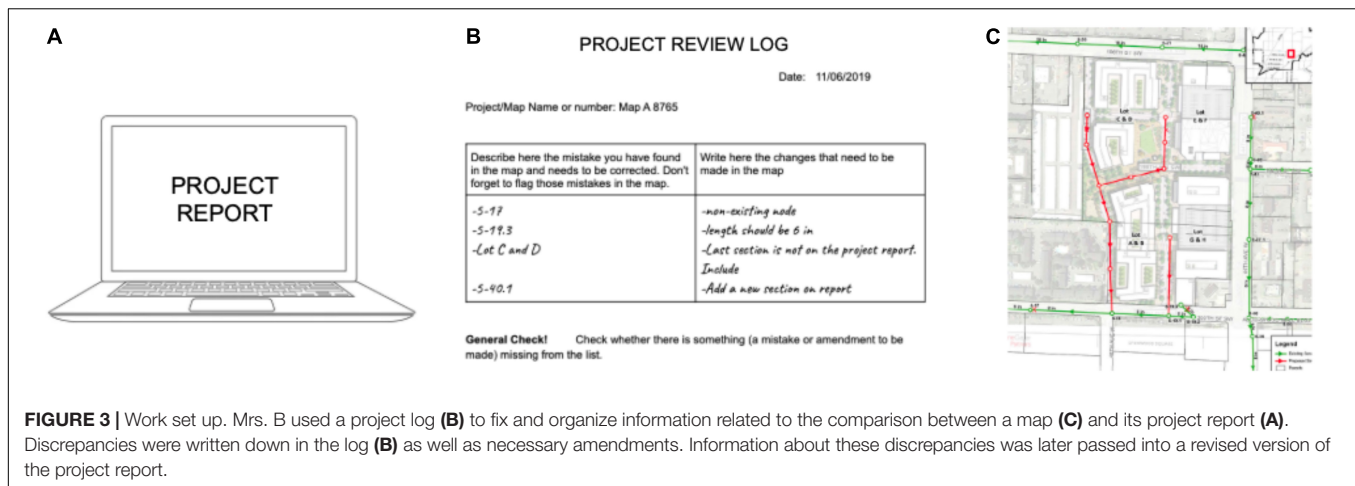 A
PROJECT
REPORT
B
PROJECT REVIEW LOG
Date: 11/06/2019
Project/Map Name or number: Map A 8765
Describe here the mistake you have found
in the map and needs to be corrected. Don't
forget to flag those mistakes in the map.
Write here the changes that need to be
made in the map
-S-17
-non-existing node
-S-19.3
-length should be 6 in
-Lot C and D
-Last section is not on the project report.
Include
-S-40.1
-Add a new section on report
General Check! Check whether there is something (a mistake or amendment to be
made) missing from the list.
C
Lot
C & D
Lot
Lot
A & B
Lot
G & H
Legend
FIGURE 3 | Work set up. Mrs. B used a project log (B) to fix and organize information related to the comparison between a map (C) and its project report (A).
Discrepancies were written down in the log (B) as well as necessary amendments. Information about these discrepancies was later passed into a revised version of
the project report.